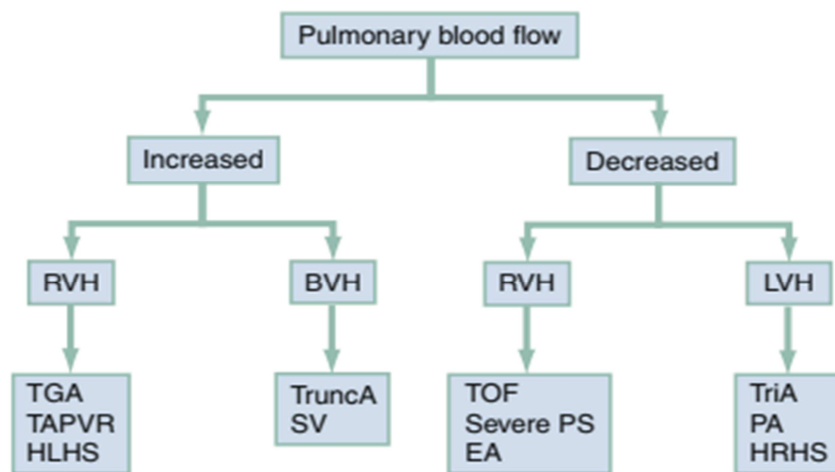 Pulmonary blood flow
Increased
Decreased
RVH
BVH
RVH
LVH
TGA
TAPVR
HLHS
TruncA
SV
TOF
Severe PS
EA
TriA
PA
HRHS